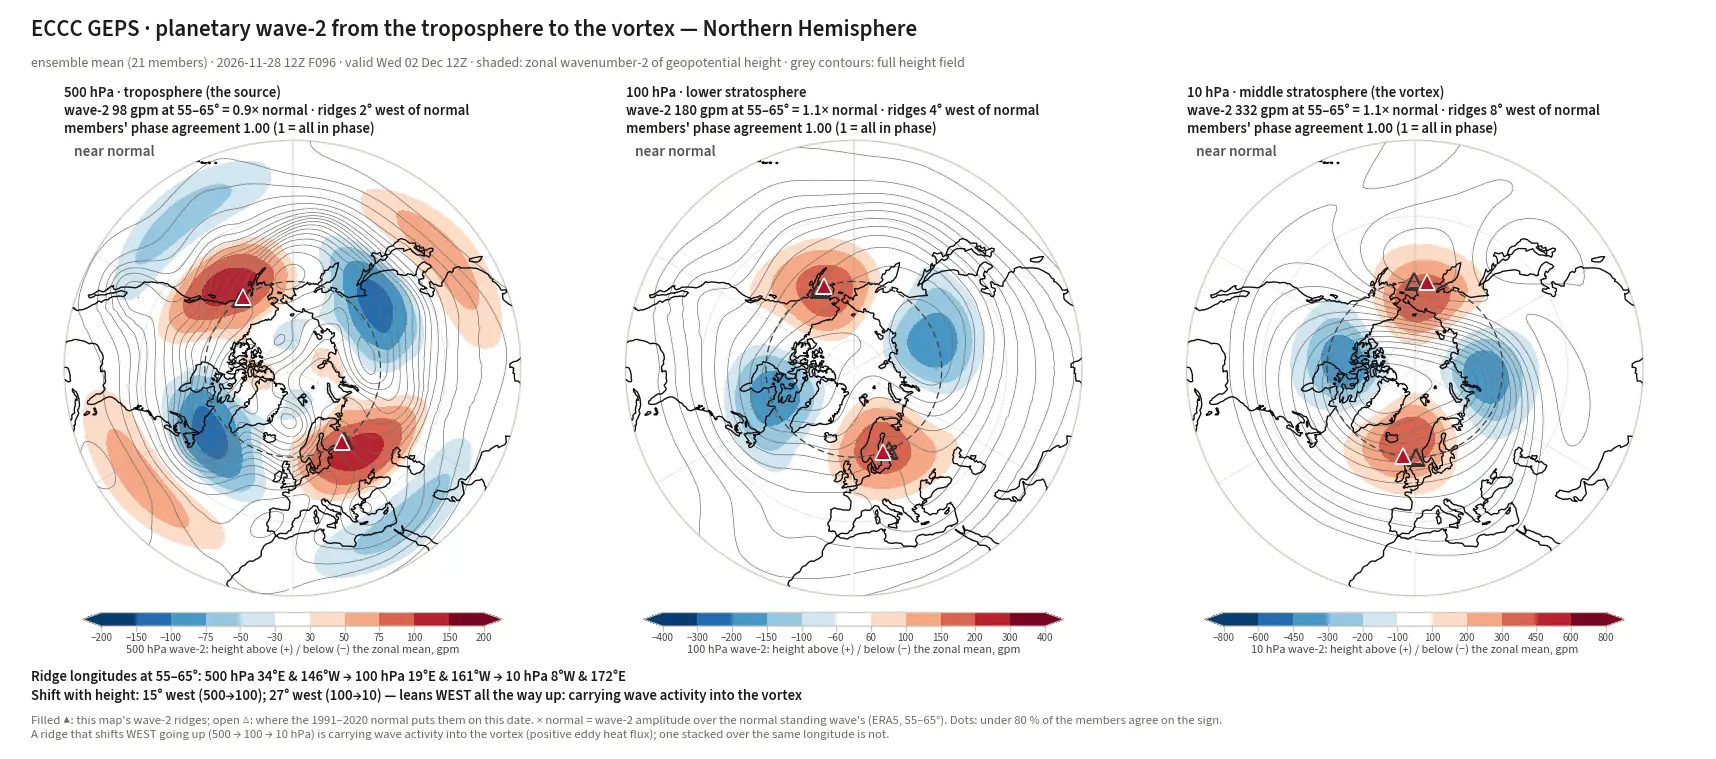 ECCC GEPS · planetary wave-2 from the troposphere to the vortex — Northern Hemisphere
ensemble mean (21 members) · 2026-11-28 12Z F096 · valid Wed 02 Dec 12Z · shaded: zonal wavenumber-2 of geopotential height · grey contours: full height field
500 hPa · troposphere (the source)
wave-2 98 gpm at 55–65° = 0.9× normal · ridges 2° west of normal
members' phase agreement 1.00 (1 = all in phase)
near normal
100 hPa · lower stratosphere
wave-2 180 gpm at 55–65° = 1.1× normal · ridges 4° west of normal
members' phase agreement 1.00 (1 = all in phase)
near normal
10 hPa · middle stratosphere (the vortex)
wave-2 332 gpm at 55–65° = 1.1× normal · ridges 8° west of normal
members' phase agreement 1.00 (1 = all in phase)
near normal
−200 −150 −100 −75 −50 −30 30 50 75 100 150 200
500 hPa wave-2: height above (+) / below (−) the zonal mean, gpm
−400 −300 −200 −150 −100 −60 60 100 150 200 300 400
100 hPa wave-2: height above (+) / below (−) the zonal mean, gpm
−800 −600 −450 −300 −200 −100 100 200 300 450 600 800
10 hPa wave-2: height above (+) / below (−) the zonal mean, gpm
Ridge longitudes at 55–65°: 500 hPa 34°E & 146°W → 100 hPa 19°E & 161°W → 10 hPa 8°W & 172°E
Shift with height: 15° west (500→100); 27° west (100→10) — leans WEST all the way up: carrying wave activity into the vortex
Filled ▲: this map's wave-2 ridges; open △: where the 1991–2020 normal puts them on this date. × normal = wave-2 amplitude over the normal standing wave's (ERA5, 55–65°). Dots: under 80 % of the members agree on the sign.
A ridge that shifts WEST going up (500 → 100 → 10 hPa) is carrying wave activity into the vortex (positive eddy heat flux); one stacked over the same longitude is not.